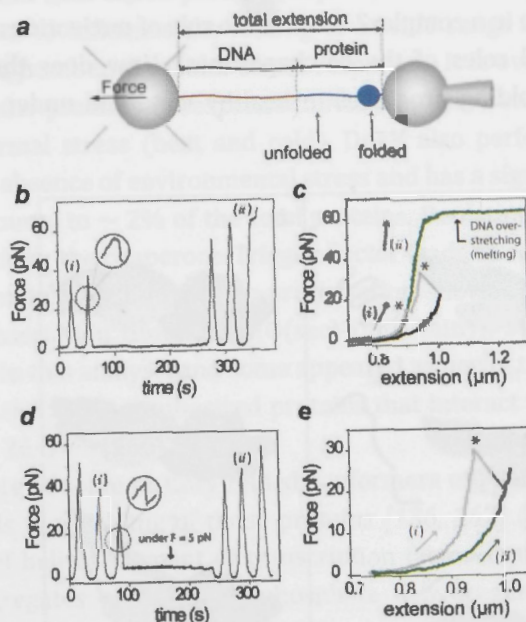 a
total extension
DNA protein
Force
unfolded folded
b
Force (pN)
60
40
20
0
(i)
(ii)
0 100 200 300
time (s)
c
Force (pN)
60
40
20
0
(ii)
(i)
*
*
DNA over-
stretching
(melting)
0.8 1.0
extension (µm)
d
Force (pN)
60
40
20
0
(i)
(ii)
under F = 5 pN
0 100 200 300
time (s)
e
Force (pN)
30
20
10
0
*
(i)
(ii)
0.7 0.8 0.9 1.0
extension (µm)